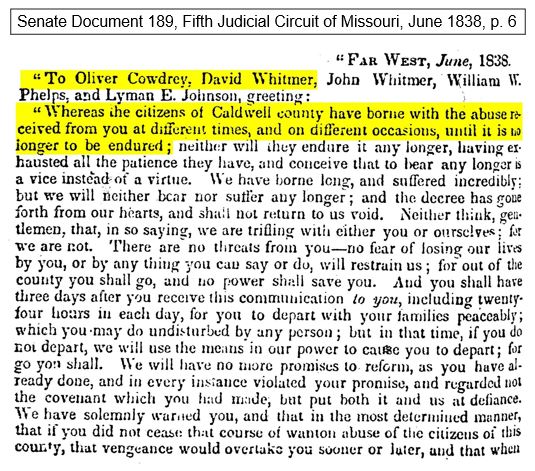 Senate Document 189, Fifth Judicial Circuit of Missouri, June 1838, p. 6
"FAR WEST, June, 1838.
"To Oliver Cowdrey, David Whitmer, John Whitmer, William W.
Phelps, and Lyman E. Johnson, greeting:
"Whereas the citizens of Caldwell county have borne with the abuse re-
ceived from you at different times, and on different occasions, until it is no
longer to be endured; neither will they endure it any longer, having ex-
hausted all the patience they have, and conceive that to bear any longer is
a vice instead of a virtue. We have borne long, and suffered incredibly;
but we will neither bear nor suffer any longer; and the decree has gone
forth from our hearts, and shall not return to us void. Neither think, gen-
tlemen, that, in so saying, we are trifling with either you or ourselves; for
we are not. There are no threats from you—no fear of losing our lives
by you, or by any thing you can say or do, will restrain us; for out of the
county you shall go, and no power shall save you. And you shall have
three days after you receive this communication to you, including twenty-
four hours in each day, for you to depart with your families peaceably;
which you may do undisturbed by any person; but in that time, if you do
not depart, we will use the means in our power to cause you to depart; for
go you shall. We will have no more promises to reform, as you have al-
ready done, and in every instance violated your promise, and regarded not
the covenant which you had made, but put both it and us at defiance.
We have solemnly warned you, and that in the most determined manner,
that if you did not cease that course of wanton abuse of the citizens of this
county, that vengeance would overtake you sooner or later, and that when